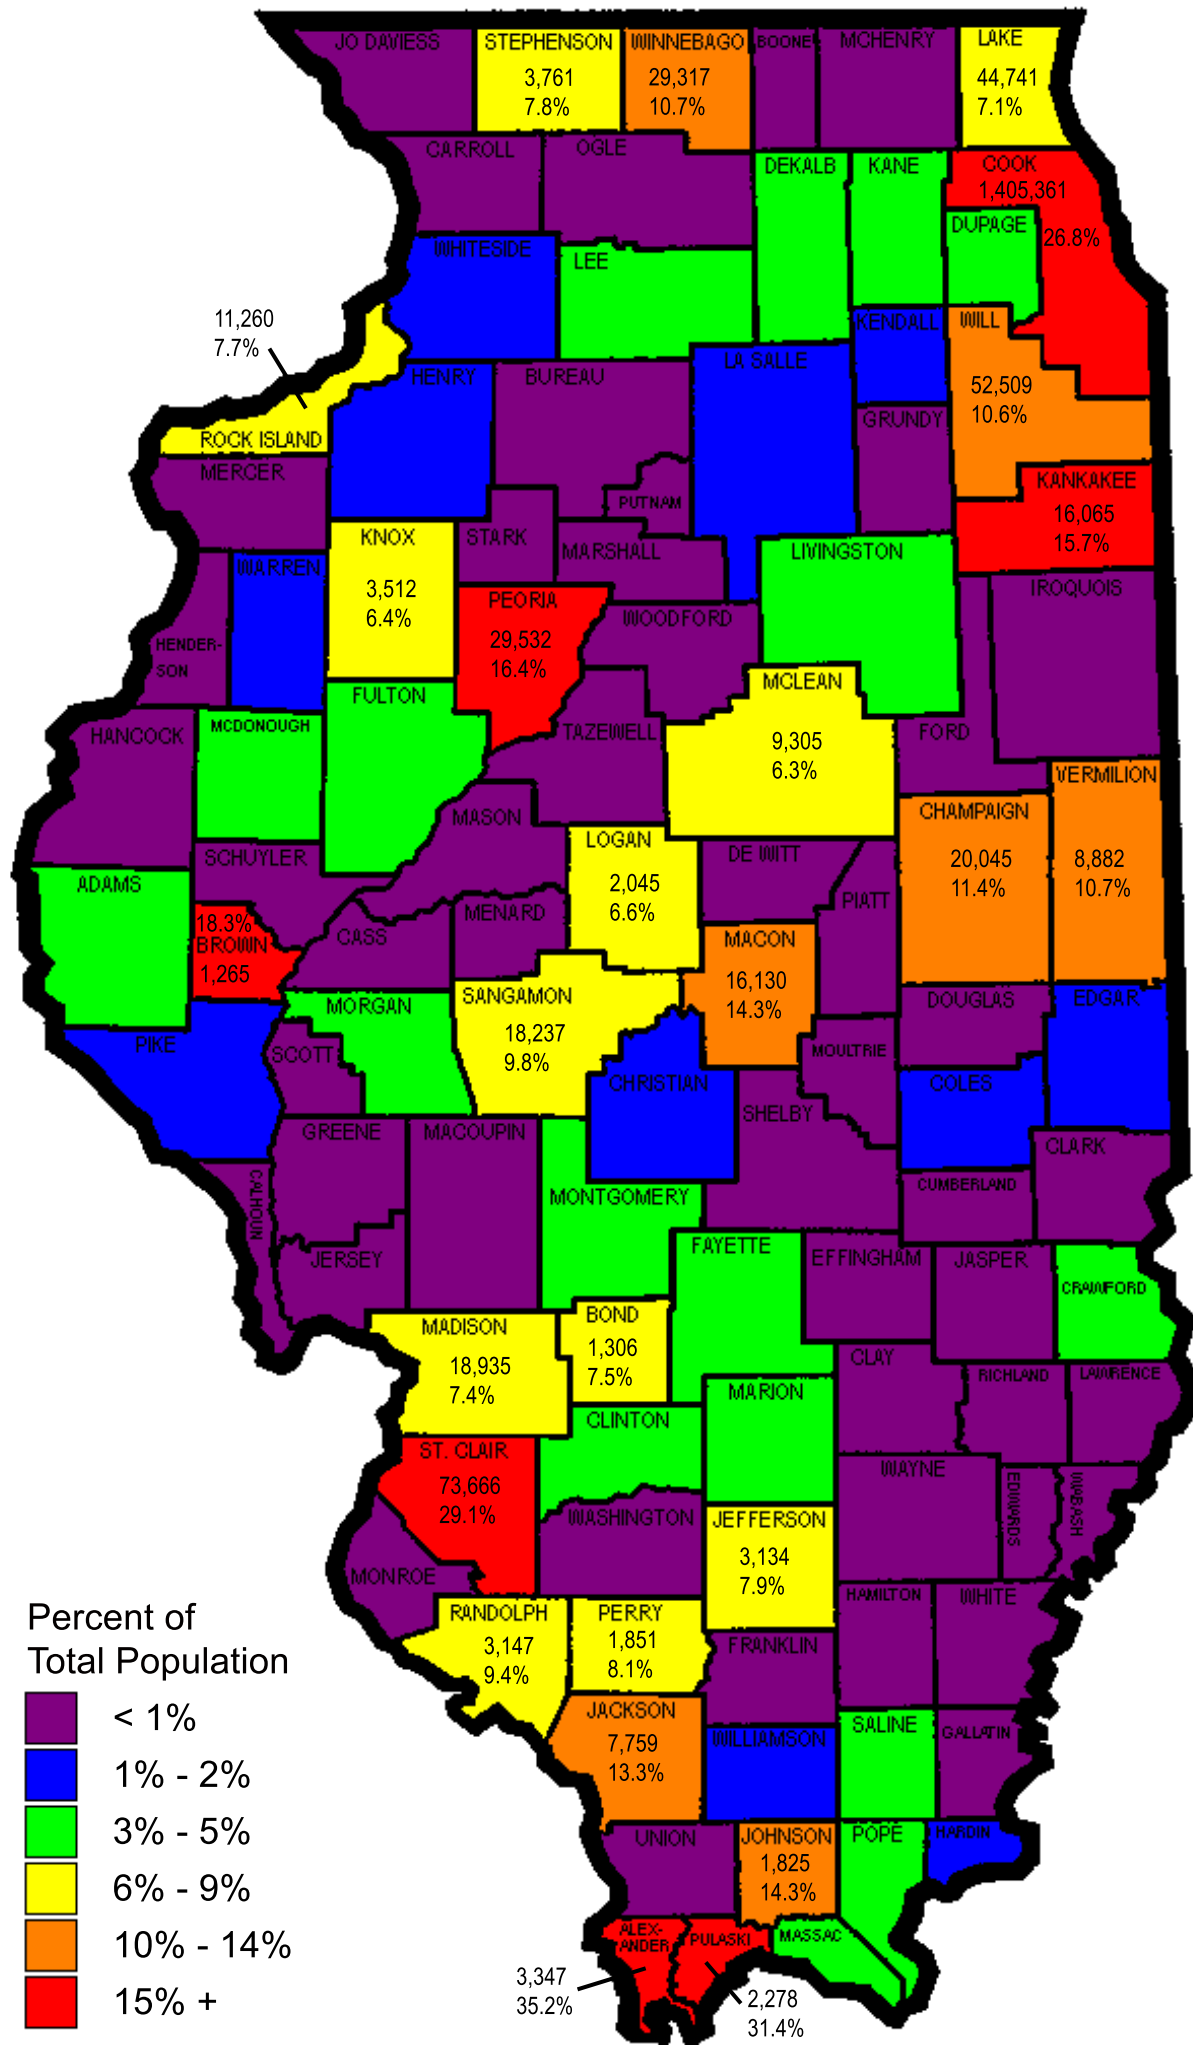 JO DAVIESS
STEPHENSON
3,761
7.8%
WINNEBAGO
29,317
10.7%
BOONE
MCHENRY
LAKE
44,741
7.1%
CARROLL
OGLE
DEKALB
KANE
COOK
1,405,361
26.8%
DUPAGE
WHITESIDE
LEE
11,260
7.7%
ROCK ISLAND
HENRY
BUREAU
LA SALLE
KENDALL
WILL
52,509
10.6%
GRUNDY
MERCER
PUTNAM
KANKAKEE
16,065
15.7%
KNOX
3,512
6.4%
STARK
MARSHALL
LIVINGSTON
WARREN
HENDER-
SON
PEORIA
29,532
16.4%
WOODFORD
IROQUOIS
FULTON
MCLEAN
9,305
6.3%
HANCOCK
MCDONOUGH
TAZEWELL
FORD
VERMILION
8,882
10.7%
CHAMPAIGN
20,045
11.4%
MASON
LOGAN
2,045
6.6%
DE WITT
SCHUYLER
ADAMS
PIATT
18.3%
BROWN
1,265
CASS
MENARD
MACON
16,130
14.3%
MORGAN
SANGAMON
18,237
9.8%
DOUGLAS
EDGAR
PIKE
SCOTT
MOULTRIE
CHRISTIAN
COLES
SHELBY
GREENE
MACOUPIN
CLARK
CALHOUN
MONTGOMERY
CUMBERLAND
JERSEY
FAYETTE
EFFINGHAM
JASPER
CRAWFORD
MADISON
18,935
7.4%
BOND
1,306
7.5%
CLAY
RICHLAND
LAWRENCE
MARION
CLINTON
ST. CLAIR
73,666
29.1%
WAYNE
EDWARDS
WABASH
WASHINGTON
JEFFERSON
3,134
7.9%
MONROE
RANDOLPH
3,147
9.4%
PERRY
1,851
8.1%
HAMILTON
WHITE
FRANKLIN
JACKSON
7,759
13.3%
WILLIAMSON
SALINE
GALLATIN
UNION
JOHNSON
1,825
14.3%
POPE
HARDIN
ALEX-
ANDER
PULASKI
MASSAC
3,347
35.2%
2,278
31.4%
Percent of
Total Population
< 1%
1% - 2%
3% - 5%
6% - 9%
10% - 14%
15% +